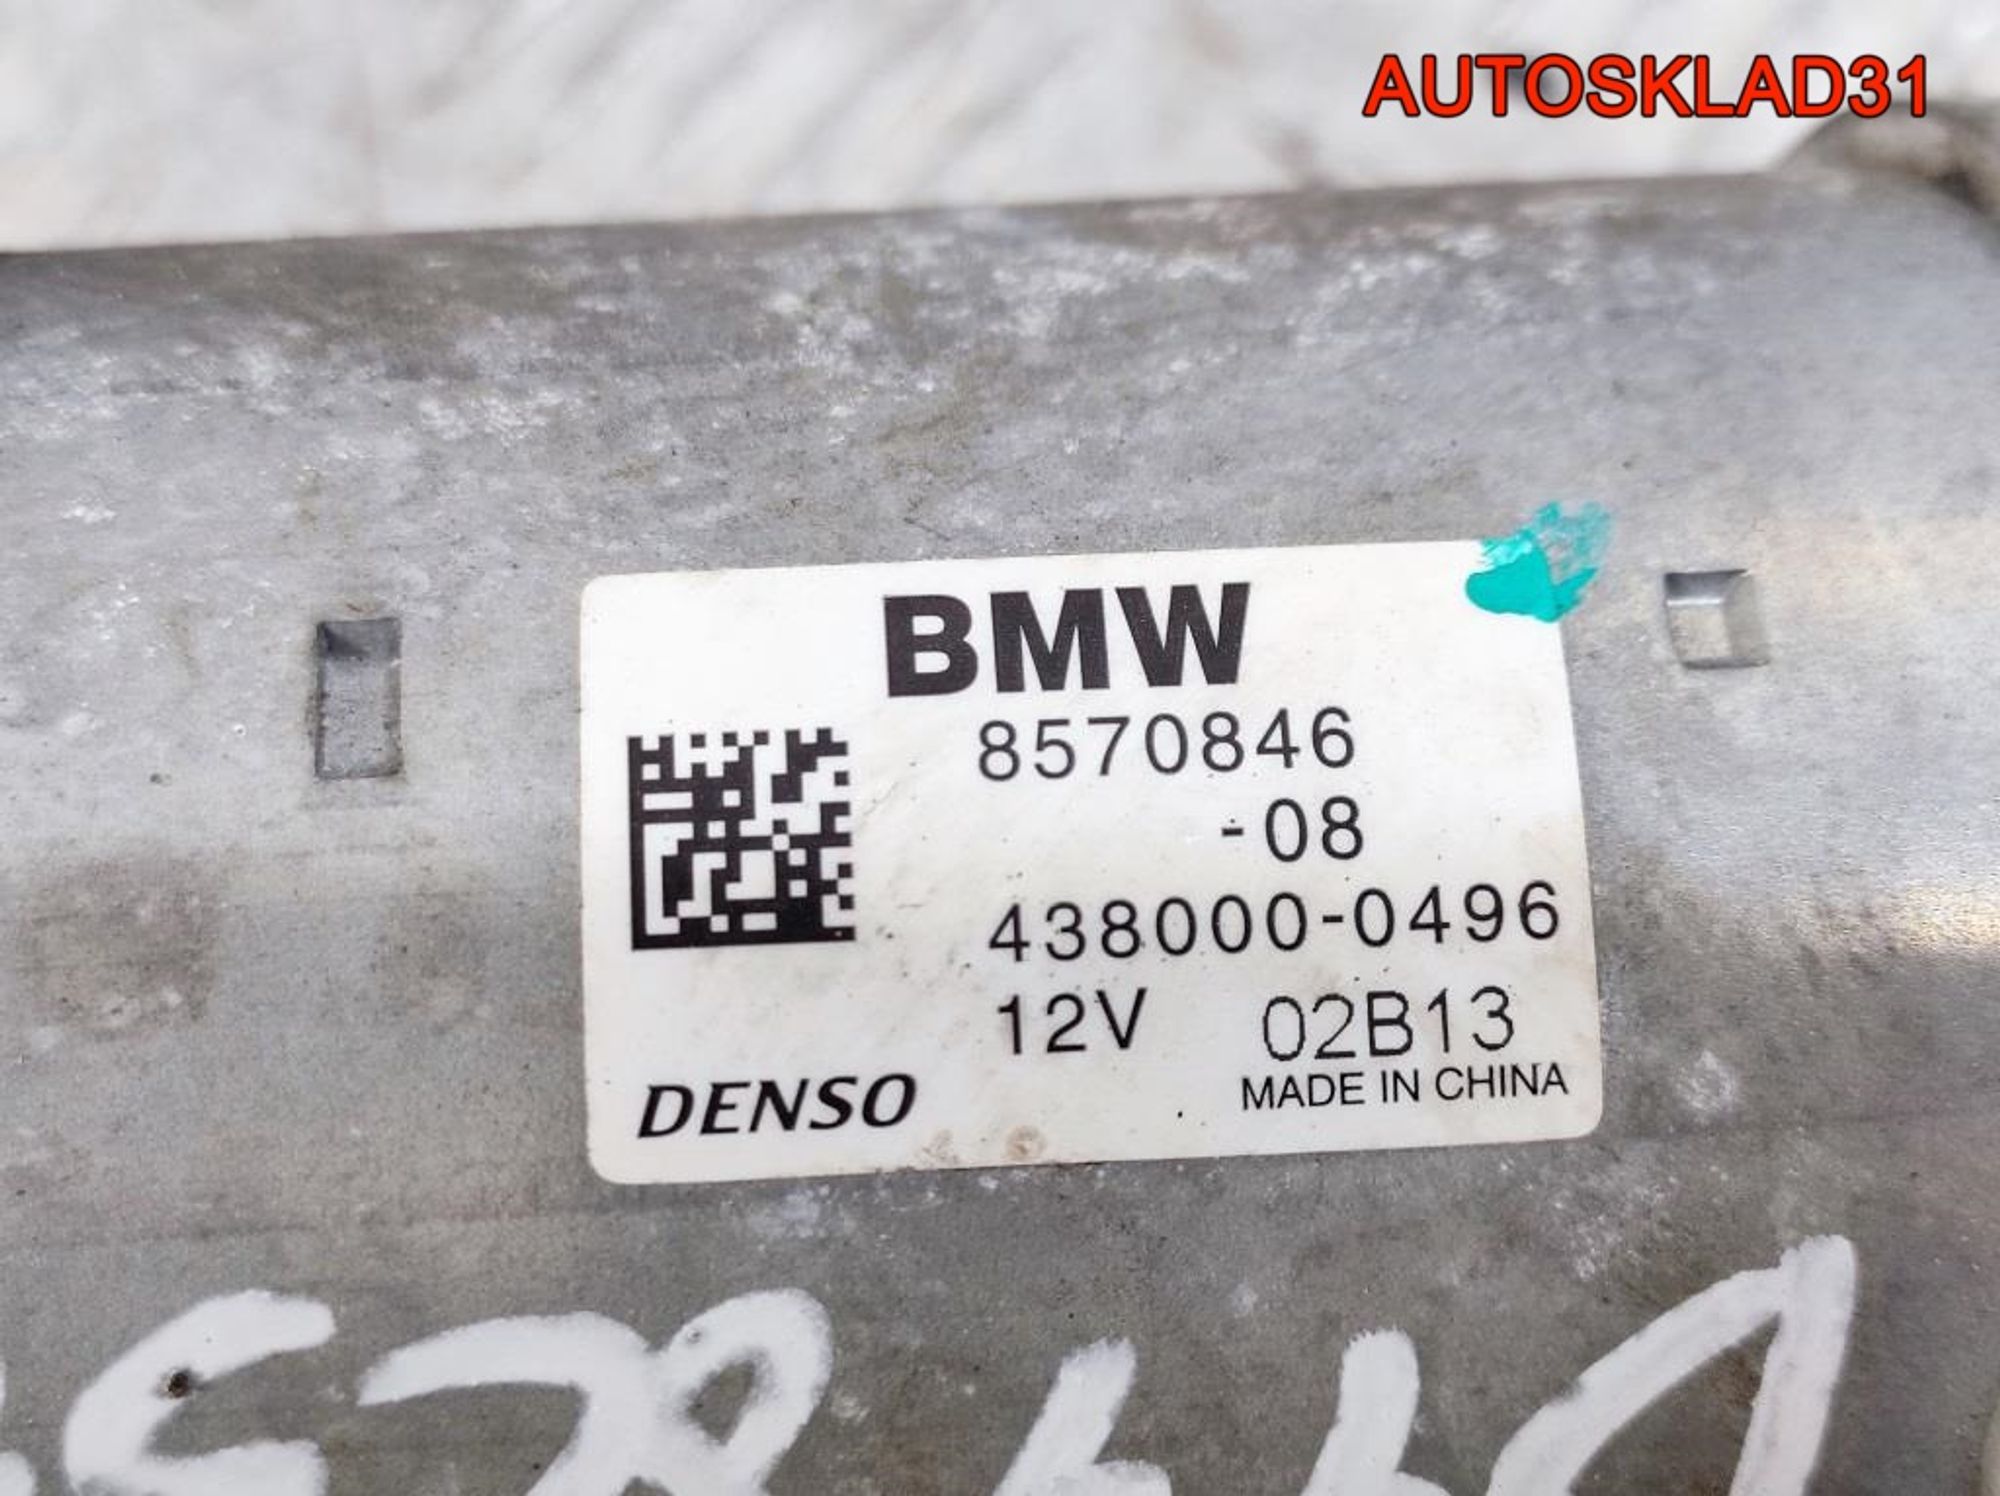 AUTOSKLAD31
BMW
8570846
-08
438000-0496
12V 02B13
DENSO MADE IN CHINA